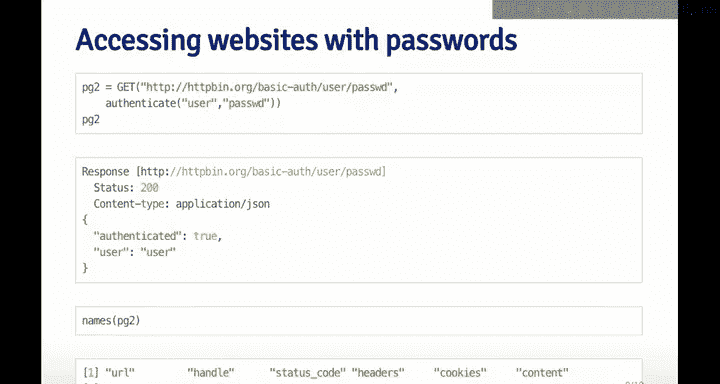 Accessing websites with passwords
pg2 = GET("http://httpbin.org/basic-auth/user/passwd",
authenticate("user","passwd"))
pg2
Response [http://httpbin.org/basic-auth/user/passwd]
Status: 200
Content-type: application/json
{
"authenticated": true,
"user": "user"
}
names(pg2)
[1] "url" "handle" "status_code" "headers" "cookies" "content"